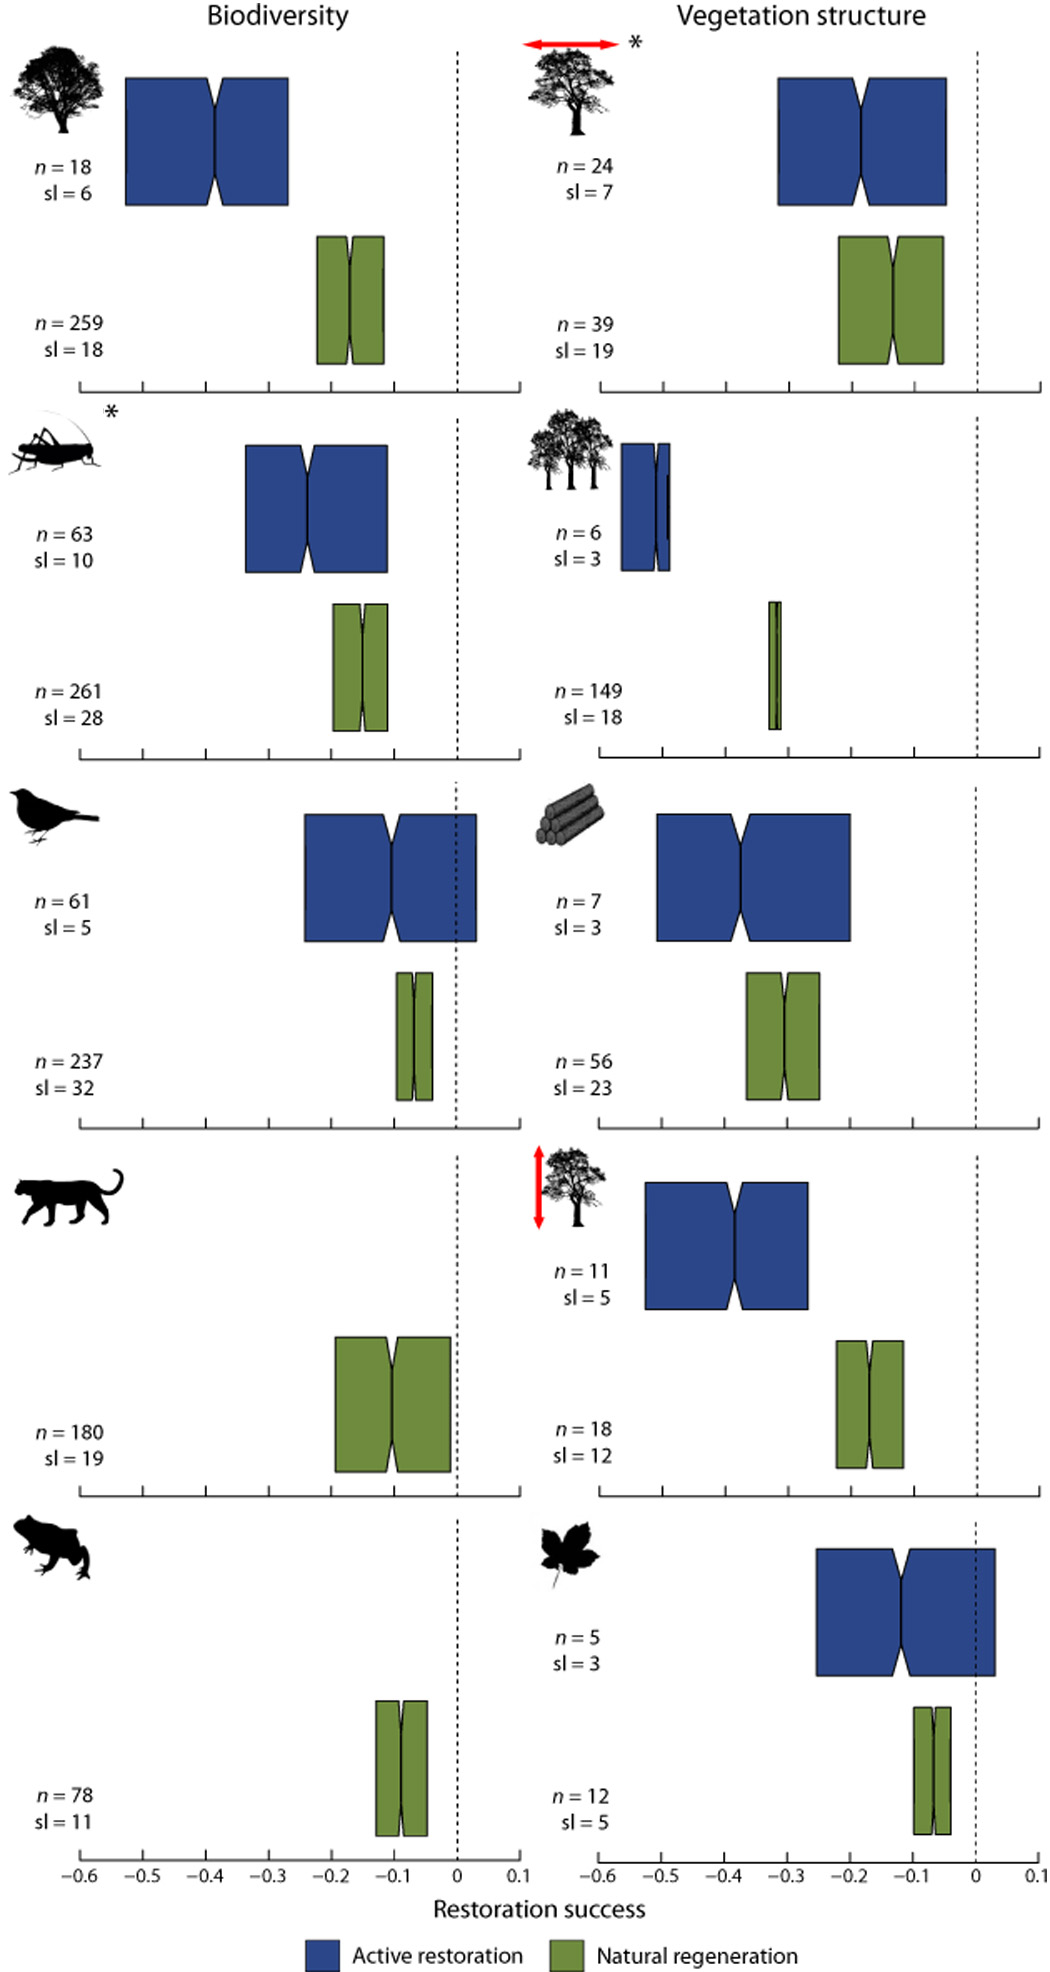 Biodiversity
Vegetation structure
*
n = 18
sl = 6
n = 24
sl = 7
n = 259
sl = 18
n = 39
sl = 19
*
n = 63
sl = 10
n = 6
sl = 3
n = 261
sl = 28
n = 149
sl = 18
n = 61
sl = 5
n = 7
sl = 3
n = 237
sl = 32
n = 56
sl = 23
n = 11
sl = 5
n = 180
sl = 19
n = 18
sl = 12
n = 5
sl = 3
n = 78
sl = 11
n = 12
sl = 5
−0.6 −0.5 −0.4 −0.3 −0.2 −0.1 0 0.1
−0.6 −0.5 −0.4 −0.3 −0.2 −0.1 0 0.1
Restoration success
Active restoration
Natural regeneration